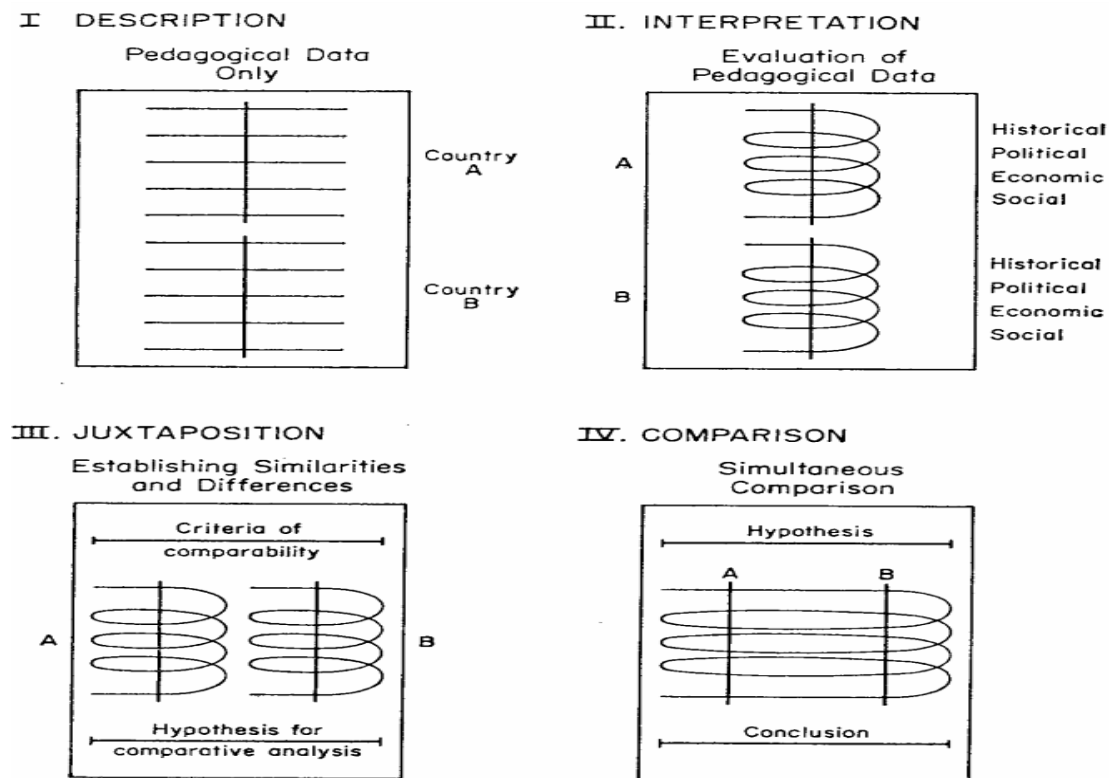 I DESCRIPTION
Pedagogical Data
Only
Country
A
Country
B
II. INTERPRETATION
Evaluation of
Pedagogical Data
A
Historical
Political
Economic
Social
B
Historical
Political
Economic
Social
III. JUXTAPOSITION
Establishing Similarities
and Differences
Criteria of
comparability
A
B
Hypothesis for
comparative analysis
IV. COMPARISON
Simultaneous
Comparison
Hypothesis
A
B
Conclusion